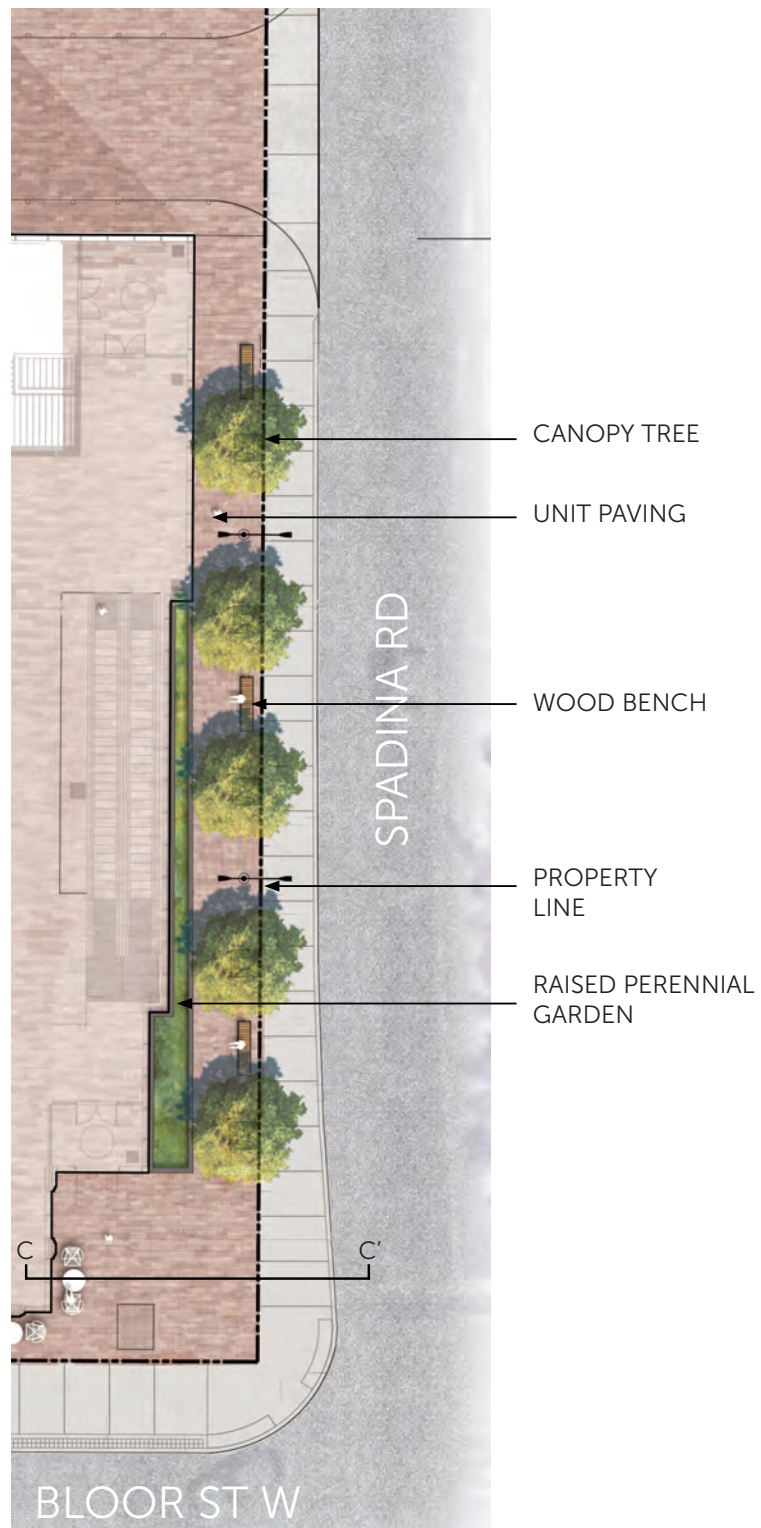 CANOPY TREE
UNIT PAVING
SPADINA RD
WOOD BENCH
PROPERTY
LINE
RAISED PERENNIAL
GARDEN
C
C'
BLOOR ST W